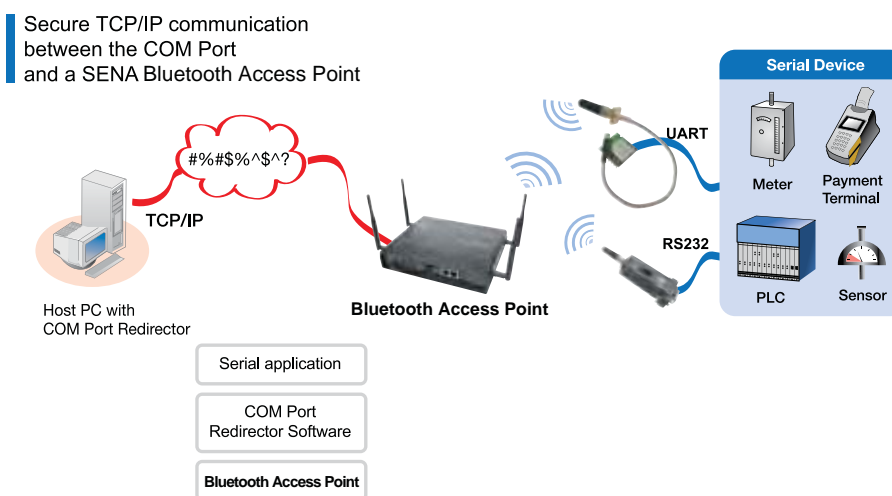 Secure TCP/IP communication
between the COM Port
and a SENA Bluetooth Access Point
Serial Device
UART
#%#$%^$^?
TCP/IP
Meter
Payment
Terminal
RS232
PLC
Sensor
Host PC with
COM Port Redirector
Bluetooth Access Point
Serial application
COM Port
Redirector Software
Bluetooth Access Point